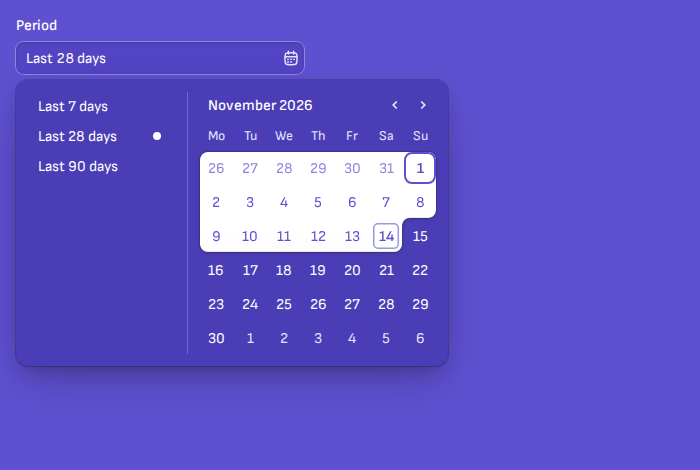 Period
Last 28 days
Last 7 days
Last 28 days
Last 90 days
November 2026
Mo Tu We Th Fr Sa Su
26 27 28 29 30 31 1
2 3 4 5 6 7 8
9 10 11 12 13 14 15
16 17 18 19 20 21 22
23 24 25 26 27 28 29
30 1 2 3 4 5 6